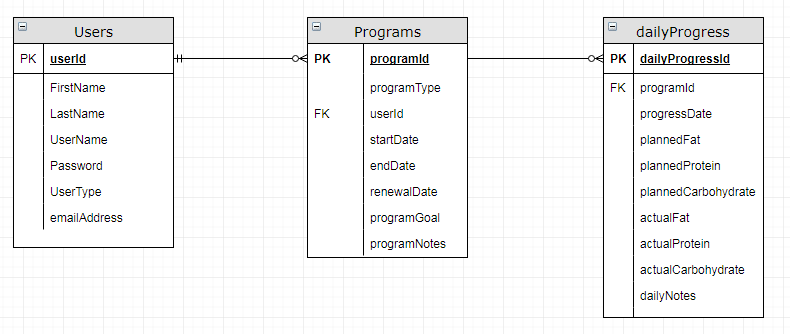 Users
PK userId
FirstName
LastName
UserName
Password
UserType
emailAddress
Programs
PK programId
programType
FK userId
startDate
endDate
renewalDate
programGoal
programNotes
dailyProgress
PK dailyProgressId
FK programId
progressDate
plannedFat
plannedProtein
plannedCarbohydrate
actualFat
actualProtein
actualCarbohydrate
dailyNotes